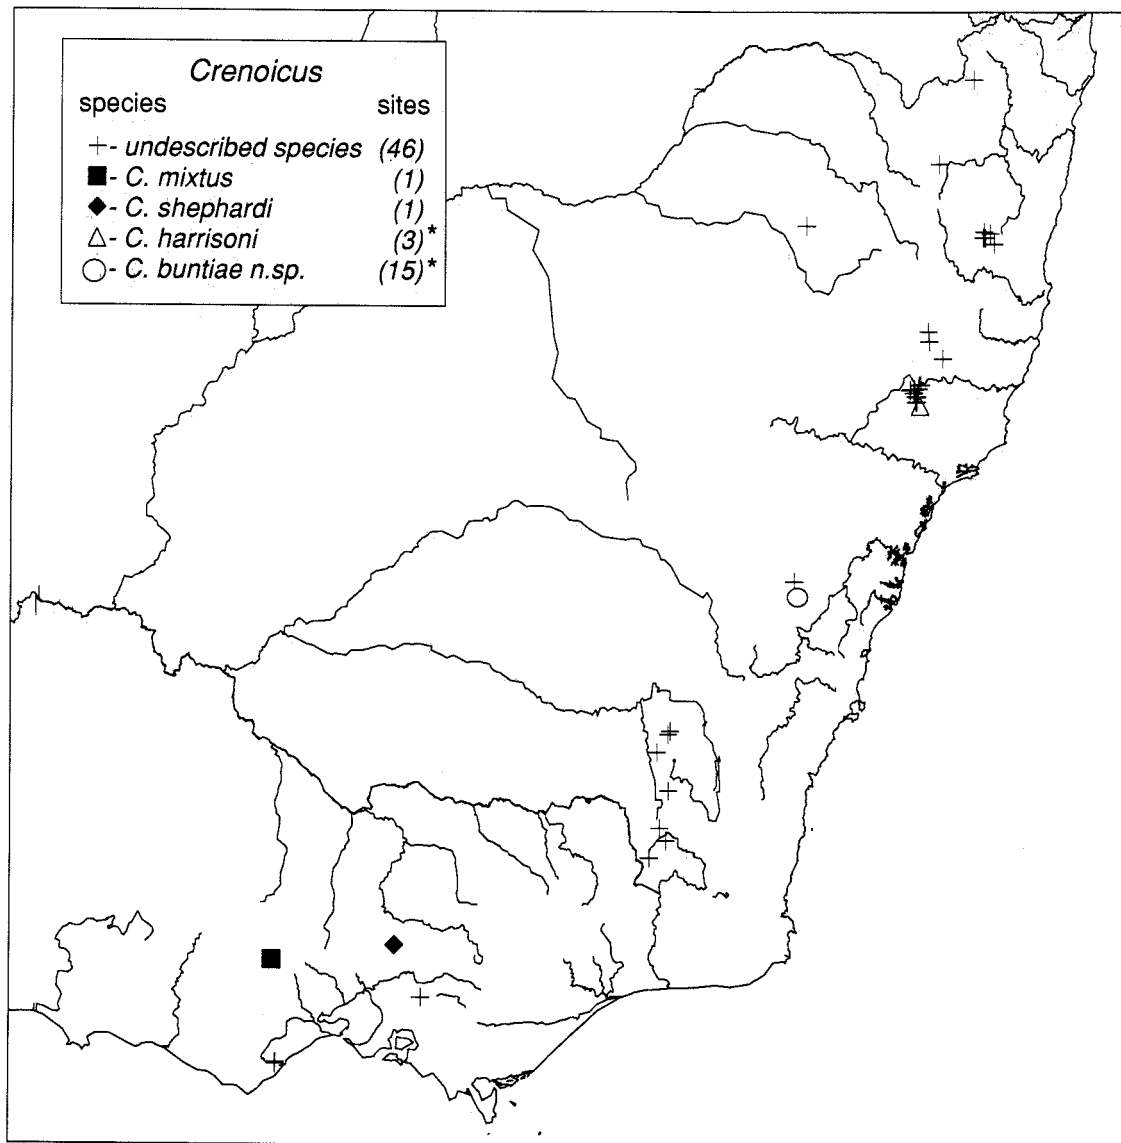 Crenoicus
species sites
+- undescribed species (46)
■- C. mixtus (1)
◆- C. shephardi (1)
△- C. harrisoni (3)*
○- C. buntiae n.sp. (15)*